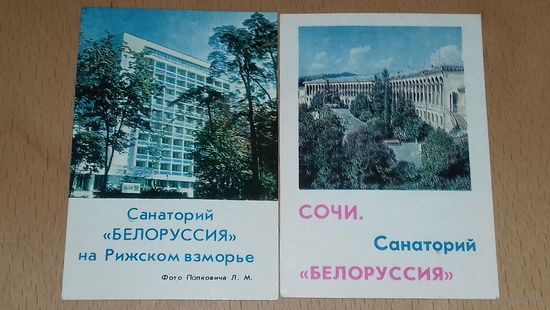 Санаторий
«БЕЛОРУССИЯ»
на Рижском взморье
Фото Попковича Л. М.
СОЧИ.
Санаторий
«БЕЛОРУССИЯ»